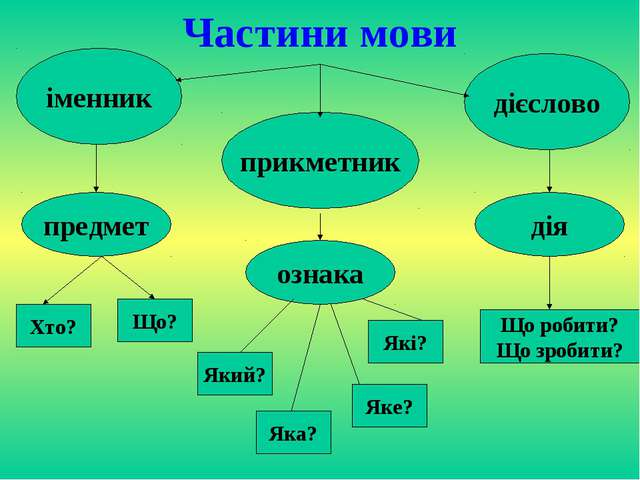 Частини мови
іменник
прикметник
дієслово
предмет
ознака
дія
Хто?
Що?
Який?
Яка?
Яке?
Які?
Що робити?
Що зробити?